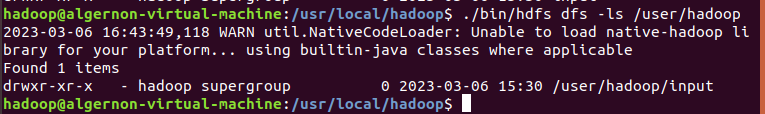 hadoop@algernon-virtual-machine:/usr/local/hadoop$ ./bin/hdfs dfs -ls /user/hadoop
2023-03-06 16:43:49,118 WARN util.NativeCodeLoader: Unable to load native-hadoop li
brary for your platform... using builtin-java classes where applicable
Found 1 items
drwxr-xr-x   - hadoop supergroup          0 2023-03-06 15:30 /user/hadoop/input
hadoop@algernon-virtual-machine:/usr/local/hadoop$